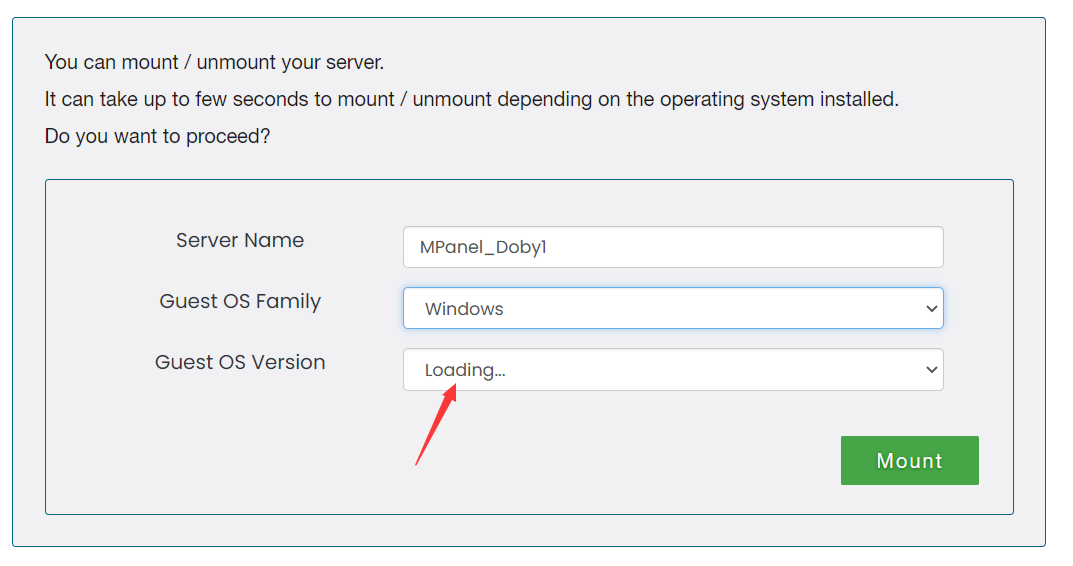 You can mount / unmount your server.
It can take up to few seconds to mount / unmount depending on the operating system installed.
Do you want to proceed?
Server Name
MPanel_Doby1
Guest OS Family
Windows
Guest OS Version
Loading...
Mount